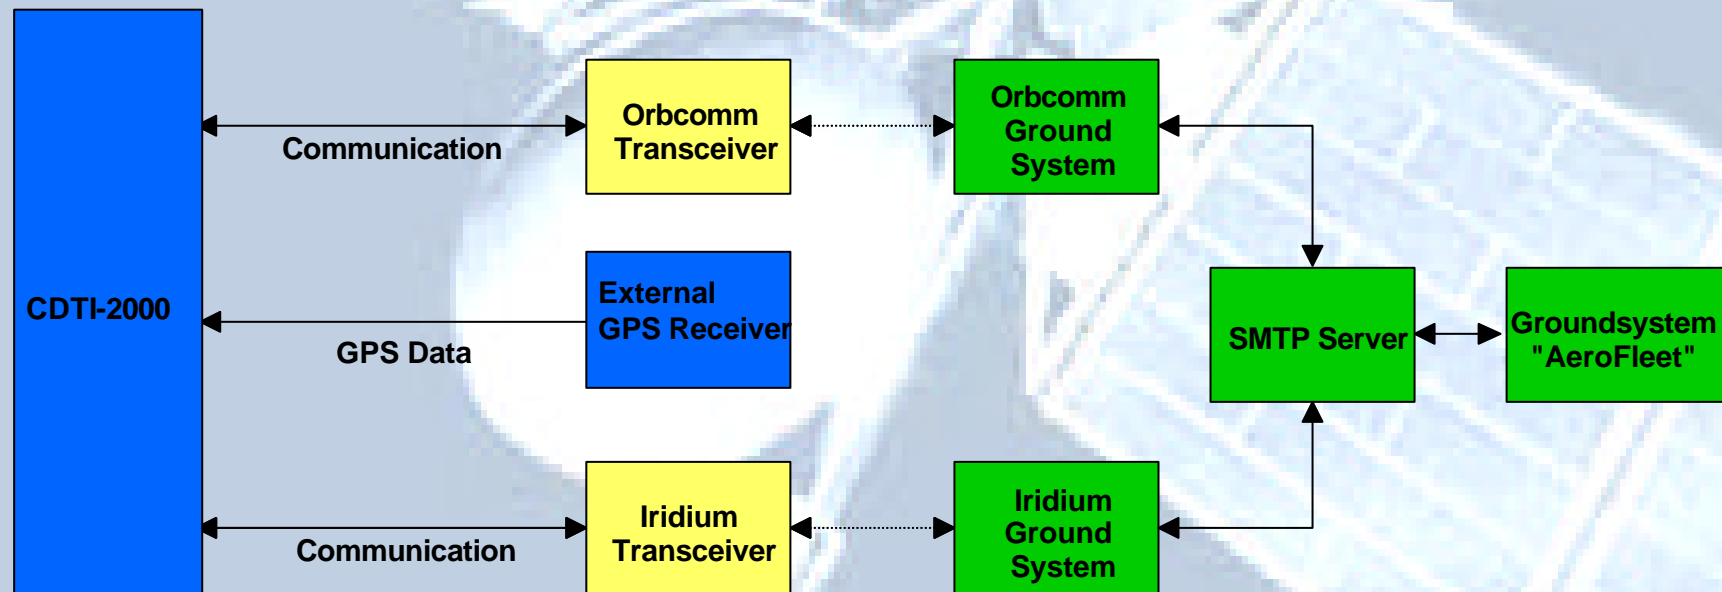 CDTI-2000
Communication
Orbcomm
Transceiver
Orbcomm
Ground
System
GPS Data
External
GPS Receiver
SMTP Server
Groundsystem
"AeroFleet"
Communication
Iridium
Transceiver
Iridium
Ground
System